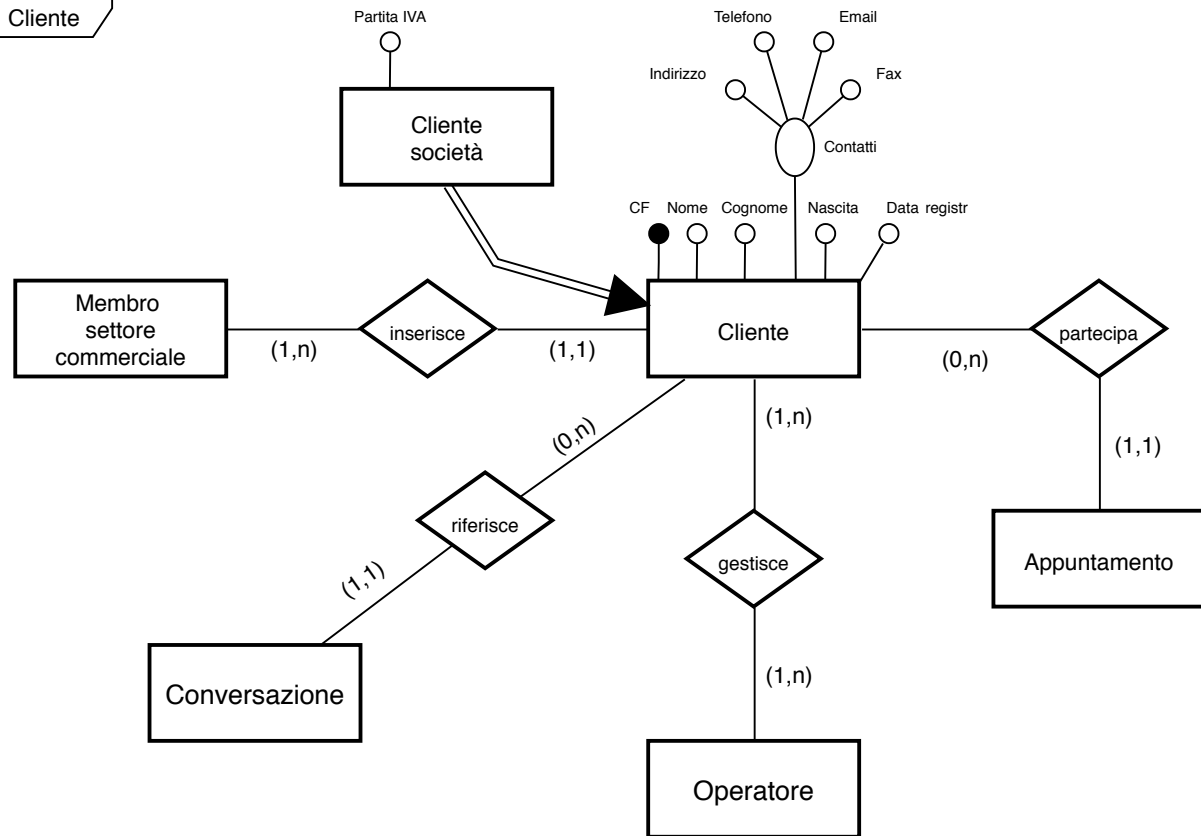 Cliente
Partita IVA
Telefono
Email
Indirizzo
Fax
Contatti
Cliente
società
CF
Nome
Cognome
Nascita
Data registr
Membro
settore
commerciale
(1,n)
inserisce
(1,1)
Cliente
(0,n)
partecipa
(1,1)
Appuntamento
(0,n)
riferisce
(1,1)
Conversazione
(1,n)
gestisce
(1,n)
Operatore